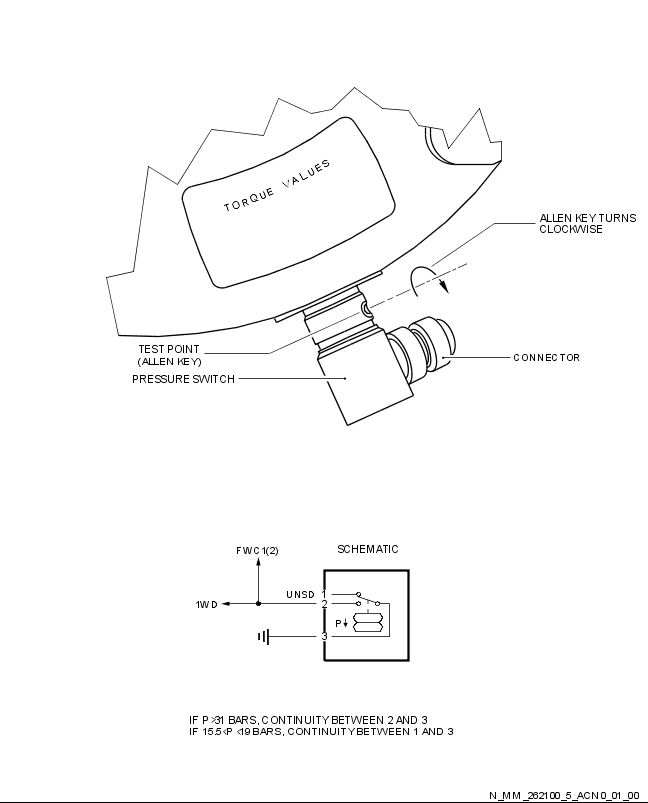 TORQUE VALUES
ALLEN KEY TURNS
CLOCKWISE
TEST POINT
(ALLEN KEY)
CONNECTOR
PRESSURE SWITCH
FWC1(2)
SCHEMATIC
UNSD 1
1WD 2
P
3
IF P >31 BARS, CONTINUITY BETWEEN 2 AND 3
IF 15.5<P <19 BARS, CONTINUITY BETWEEN 1 AND 3
N_MM_262100_5_ACN0_01_00